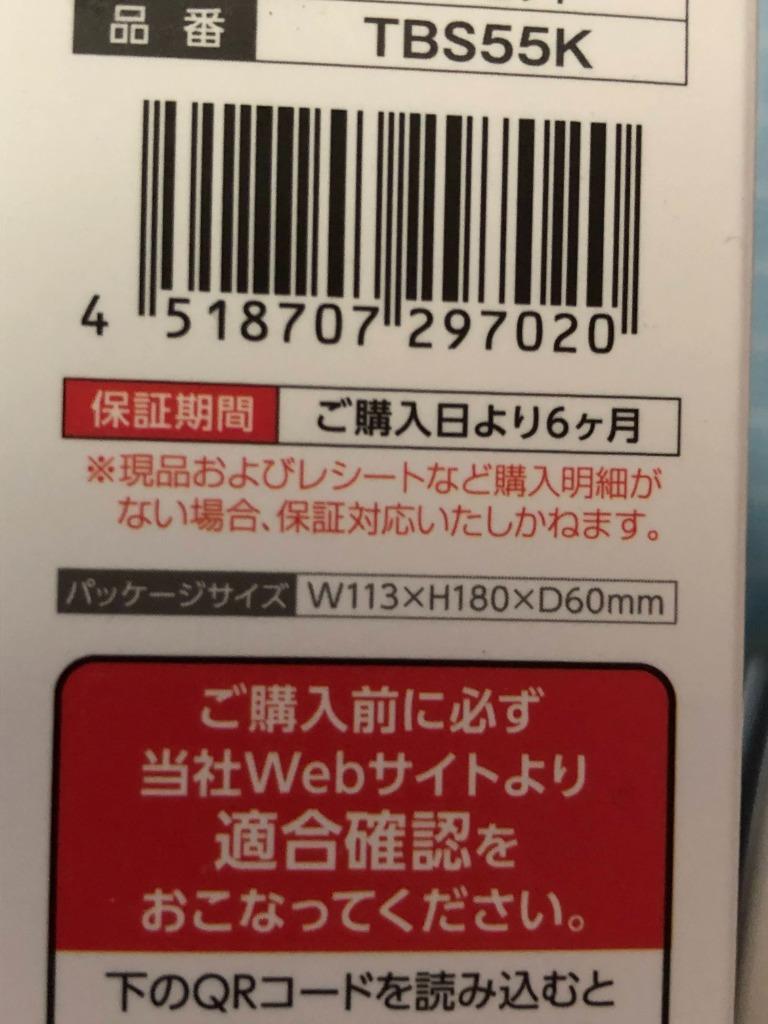 品番 TBS55K
4 518707 297020
保証期間 ご購入日より6ヶ月
※現品およびレシートなど購入明細が
ない場合、保証対応いたしかねます。
パッケージサイズ W113×H180×D60mm
ご購入前に必ず
当社Webサイトより
適合確認を
おこなってください。
下のQRコードを読み込むと